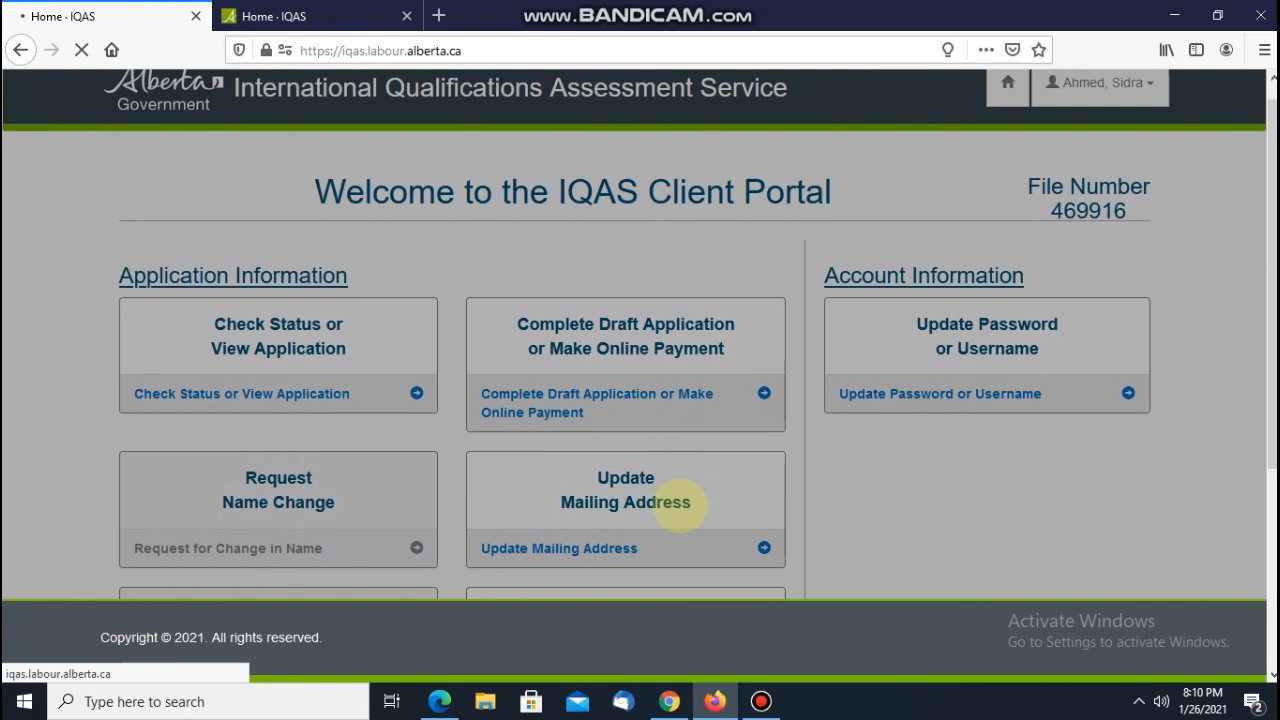 Home · IQAS
Home · IQAS
www.BANDICAM.com
https://iqas.labour.alberta.ca
Alberta
Government
International Qualifications Assessment Service
Ahmed, Sidra
Welcome to the IQAS Client Portal
File Number
469916
Application Information
Account Information
Check Status or
View Application
Check Status or View Application
Complete Draft Application
or Make Online Payment
Complete Draft Application or Make
Online Payment
Update Password
or Username
Update Password or Username
Request
Name Change
Request for Change in Name
Update
Mailing Address
Update Mailing Address
Copyright © 2021. All rights reserved.
Activate Windows
Go to Settings to activate Windows.
iqas.labour.alberta.ca
Type here to search
8:10 PM
1/26/2021
2